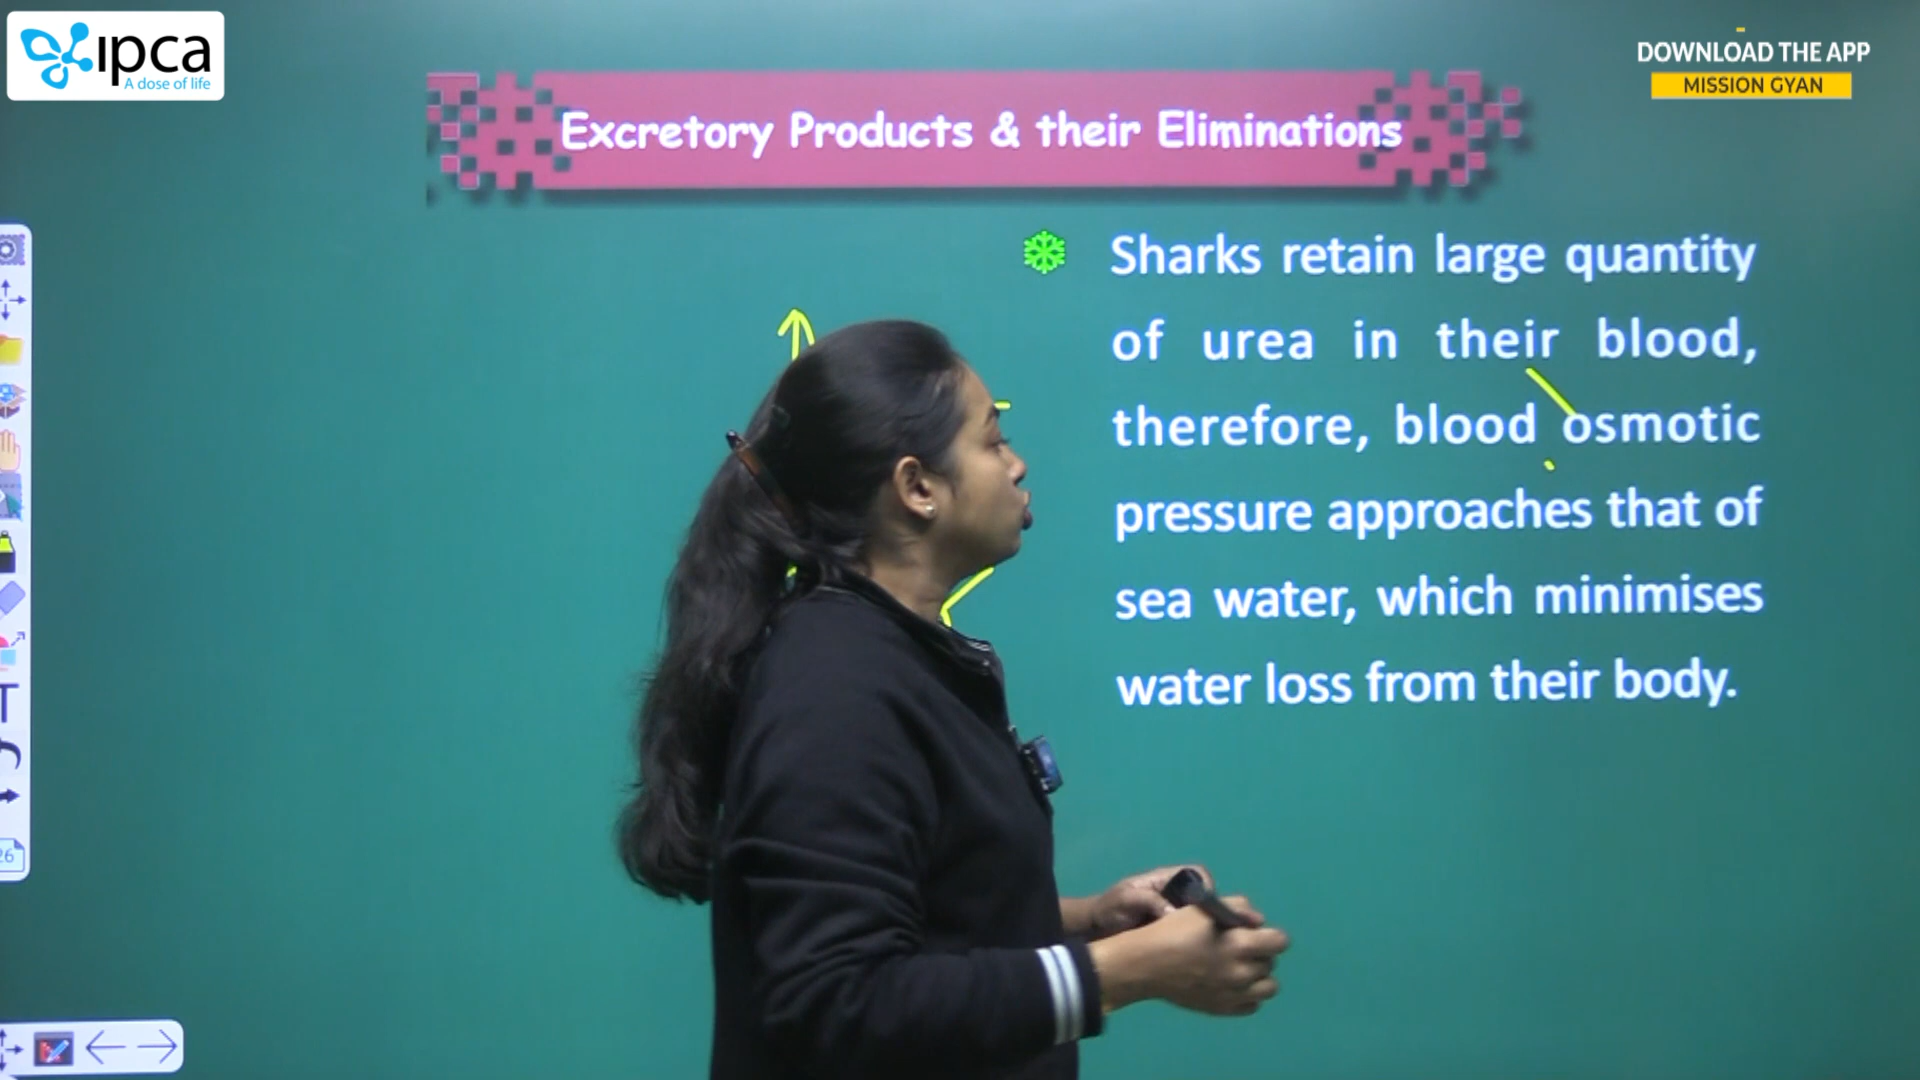 ipca
A dose of life
DOWNLOAD THE APP
MISSION GYAN
Excretory Products & their Eliminations
Sharks retain large quantity
of urea in their blood,
therefore, blood osmotic
pressure approaches that of
sea water, which minimises
water loss from their body.
T
26